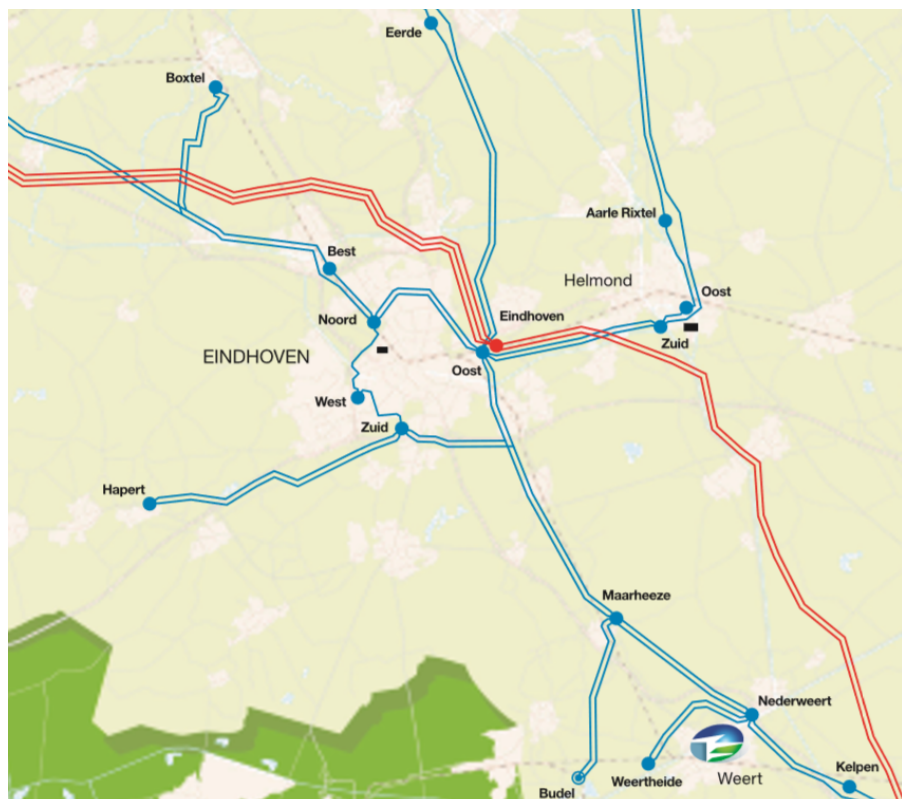 Eerde
Boxtel
Aarle Rixtel
Best
Helmond
Oost
Noord
Eindhoven
EINDHOVEN
Zuid
Oost
West
Zuid
Hapert
Maarheeze
Nederweert
Kelpen
Weertheide
Weert
Budel